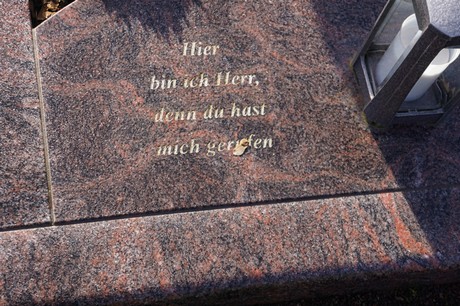 Hier
bin ich Herr,
denn du hast
mich gerufen